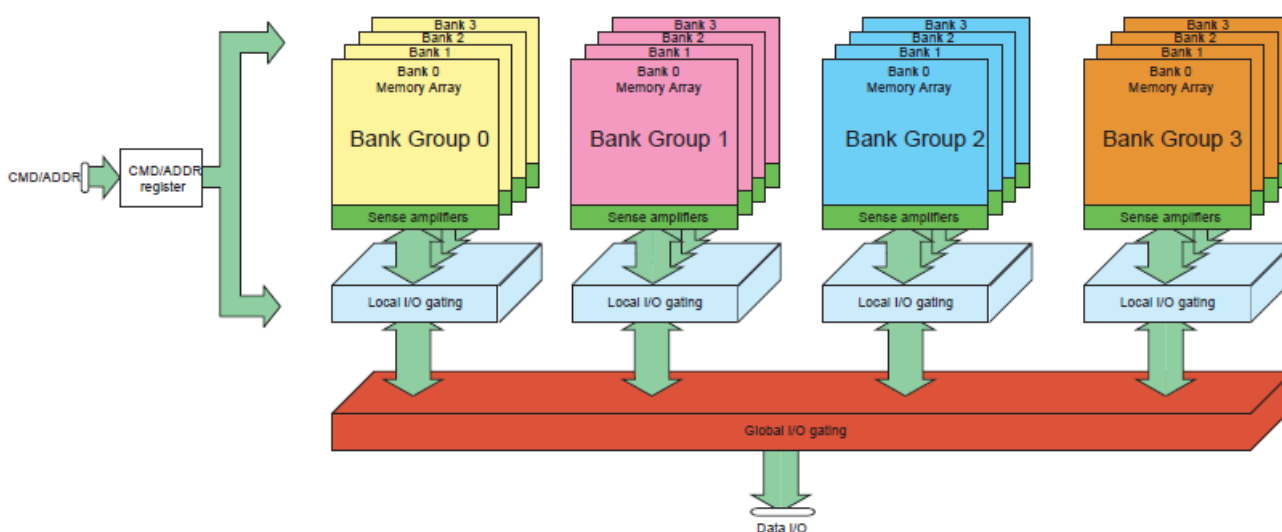 Bank 3
Bank 2
Bank 1
Bank 0
Memory Array
Bank Group 0
Sense amplifiers
Local I/O gating
Bank 3
Bank 2
Bank 1
Bank 0
Memory Array
Bank Group 1
Sense amplifiers
Local I/O gating
Bank 3
Bank 2
Bank 1
Bank 0
Memory Array
Bank Group 2
Sense amplifiers
Local I/O gating
Bank 3
Bank 2
Bank 1
Bank 0
Memory Array
Bank Group 3
Sense amplifiers
Local I/O gating
CMD/ADDR
CMD/ADDR
register
Global I/O gating
Data I/O